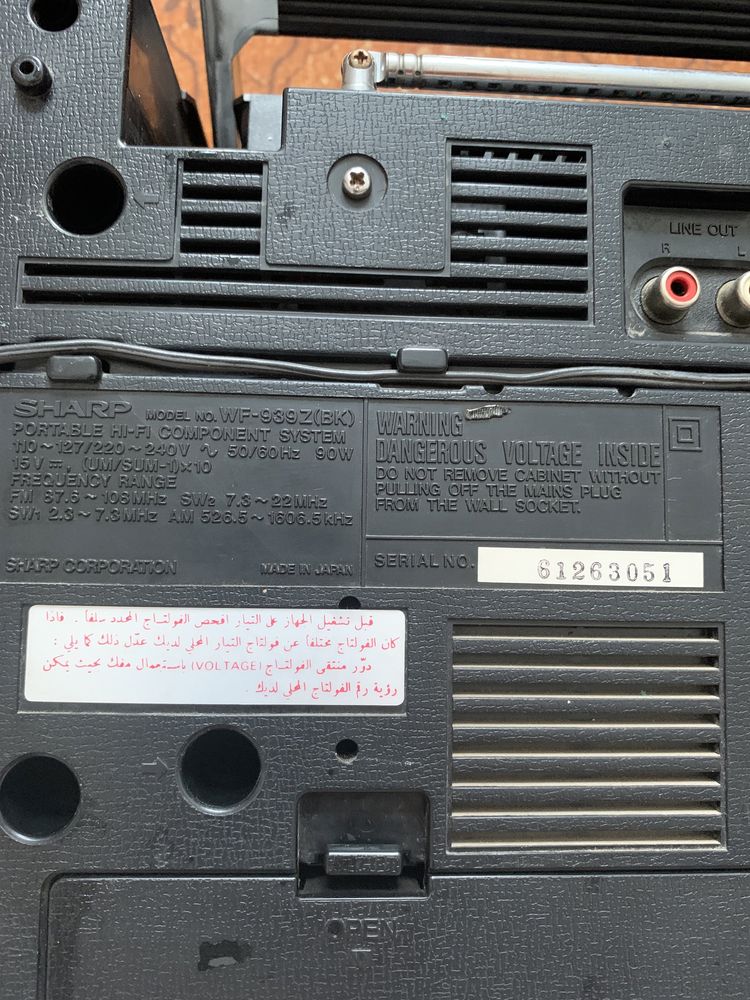 LINE OUT
R L
SHARP MODEL NO. WF-939Z(BK)
PORTABLE HI-FI COMPONENT SYSTEM
110~127/220~240V ∿ 50/60Hz 90W
15V ⎓, (UM/SUM-1)×10
FREQUENCY RANGE
FM 87.6~108MHz SW2 7.3~22MHz
SW1 2.3~7.3MHz AM 526.5~1606.5kHz
SHARP CORPORATION MADE IN JAPAN
WARNING
DANGEROUS VOLTAGE INSIDE
DO NOT REMOVE CABINET WITHOUT
PULLING OFF THE MAINS PLUG
FROM THE WALL SOCKET.
SERIAL NO. 61263051
قبل تشغيل الجهاز على التيار افحص الفولتاج المحدد سلفاً . فاذا
كان الفولتاج مختلفاً عن فولتاج التيار المحلي لديك عدّل ذلك كما يلي :
دوّر منتقى الفولتاج (VOLTAGE) باستعمال مفك بحيث يمكن
رؤية رقم الفولتاج المحلي لديك .
OPEN